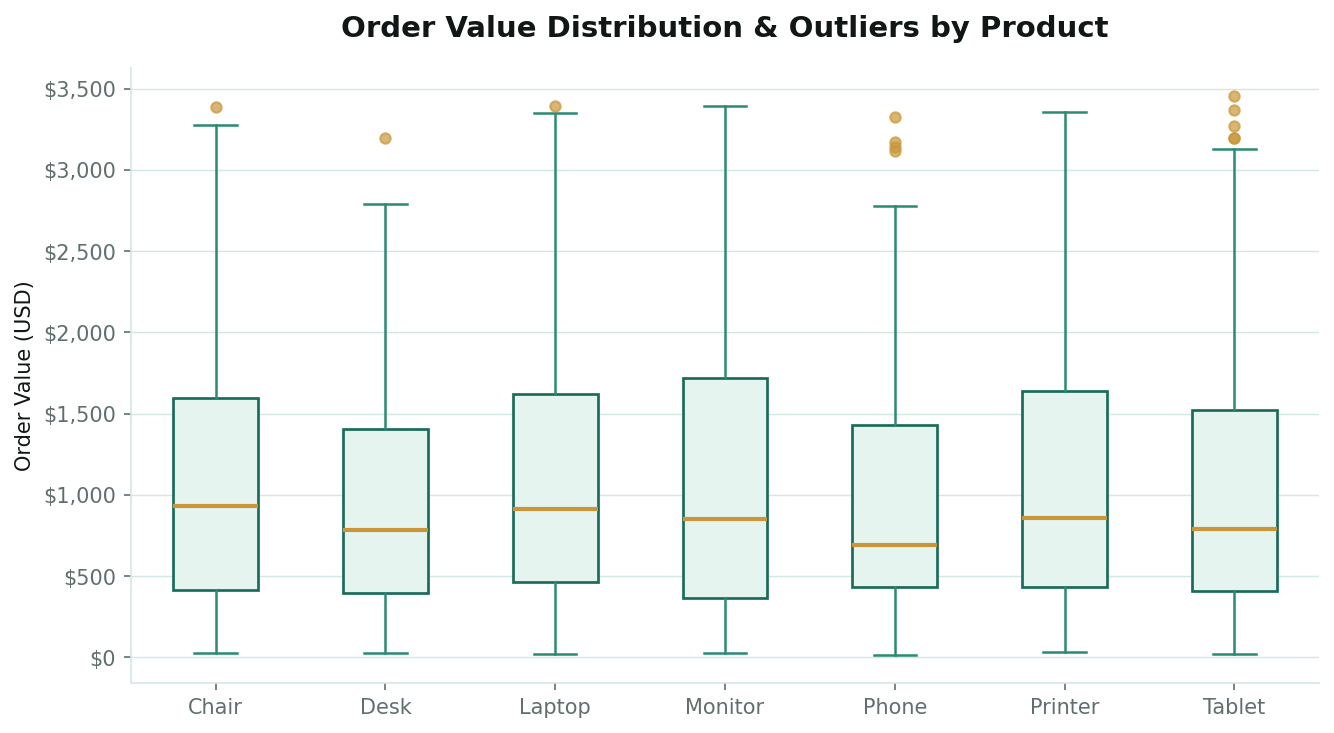 Order Value Distribution & Outliers by Product
Order Value (USD)
$3,500
$3,000
$2,500
$2,000
$1,500
$1,000
$500
$0
Chair Desk Laptop Monitor Phone Printer Tablet